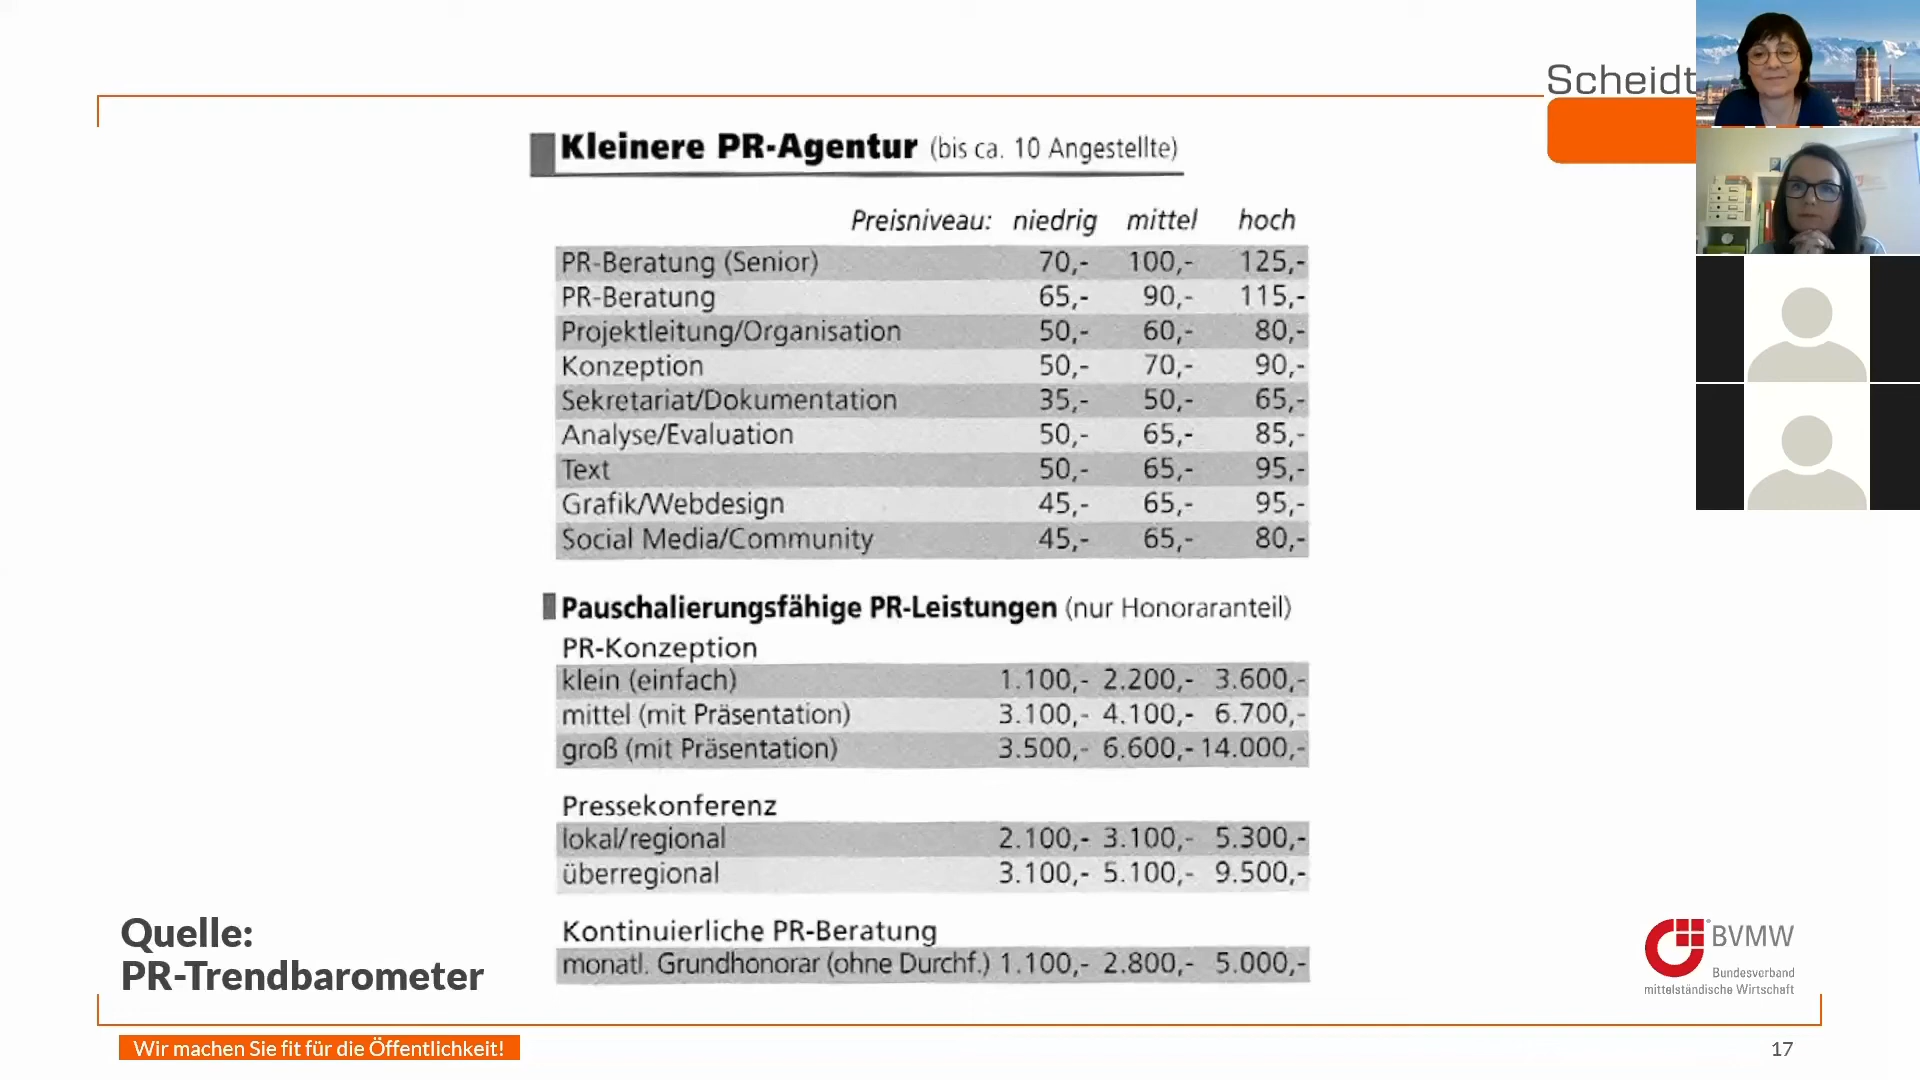 Scheidt
Kleinere PR-Agentur (bis ca. 10 Angestellte)
Preisniveau: niedrig mittel hoch
PR-Beratung (Senior) 70,- 100,- 125,-
PR-Beratung 65,- 90,- 115,-
Projektleitung/Organisation 50,- 60,- 80,-
Konzeption 50,- 70,- 90,-
Sekretariat/Dokumentation 35,- 50,- 65,-
Analyse/Evaluation 50,- 65,- 85,-
Text 50,- 65,- 95,-
Grafik/Webdesign 45,- 65,- 95,-
Social Media/Community 45,- 65,- 80,-
Pauschalierungsfähige PR-Leistungen (nur Honoraranteil)
PR-Konzeption
klein (einfach) 1.100,- 2.200,- 3.600,-
mittel (mit Präsentation) 3.100,- 4.100,- 6.700,-
groß (mit Präsentation) 3.500,- 6.600,- 14.000,-
Pressekonferenz
lokal/regional 2.100,- 3.100,- 5.300,-
überregional 3.100,- 5.100,- 9.500,-
Kontinuierliche PR-Beratung
monatl. Grundhonorar (ohne Durchf.) 1.100,- 2.800,- 5.000,-
Quelle:
PR-Trendbarometer
BVMW
Bundesverband
mittelständische Wirtschaft
Wir machen Sie fit für die Öffentlichkeit!
17